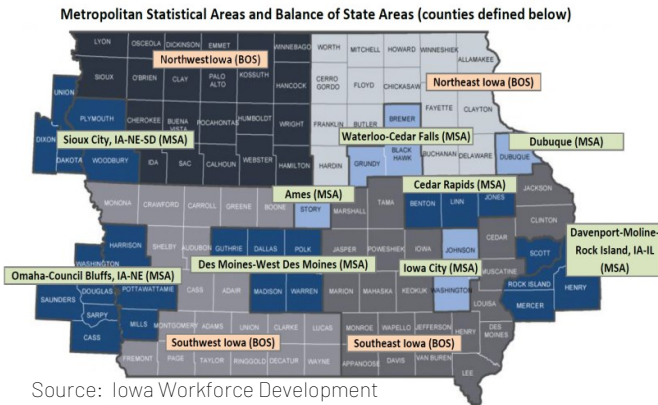 Metropolitan Statistical Areas and Balance of State Areas (counties defined below)
LYON OSCEOLA DICKINSON EMMET WINNEBAGO WORTH MITCHELL HOWARD WINNESHIEK ALLAMAKEE
NorthwestIowa (BOS)
SIOUX O'BRIEN CLAY PALO ALTO KOSSUTH HANCOCK CERRO GORDO FLOYD CHICKASAW
Northeast Iowa (BOS)
UNION PLYMOUTH CHEROKEE BUENA VISTA POCAHONTAS HUMBOLDT WRIGHT FRANKLIN BUTLER BREMER FAYETTE CLAYTON
Sioux City, IA-NE-SD (MSA)
Waterloo-Cedar Falls (MSA)
Dubuque (MSA)
DIXON DAKOTA WOODBURY IDA SAC CALHOUN WEBSTER HAMILTON HARDIN GRUNDY BLACK HAWK BUCHANAN DELAWARE DUBUQUE
Ames (MSA)
Cedar Rapids (MSA)
MONONA CRAWFORD CARROLL GREENE BOONE STORY MARSHALL TAMA BENTON LINN JONES JACKSON
CLINTON
Davenport-Moline-
Rock Island, IA-IL
(MSA)
HARRISON SHELBY AUDUBON GUTHRIE DALLAS POLK JASPER POWESHIEK IOWA JOHNSON CEDAR SCOTT
WASHINGTON
Omaha-Council Bluffs, IA-NE (MSA)
Des Moines-West Des Moines (MSA)
Iowa City (MSA)
MUSCATINE
ROCK ISLAND HENRY
SAUNDERS DOUGLAS POTTAWATTAMIE CASS ADAIR MADISON WARREN MARION MAHASKA KEOKUK WASHINGTON LOUISA MERCER
SARPY
CASS MILLS MONTGOMERY ADAMS UNION CLARKE LUCAS MONROE WAPELLO JEFFERSON HENRY DES MOINES
Southwest Iowa (BOS)
Southeast Iowa (BOS)
FREMONT PAGE TAYLOR RINGGOLD DECATUR WAYNE APPANOOSE DAVIS VAN BUREN
LEE
Source: Iowa Workforce Development